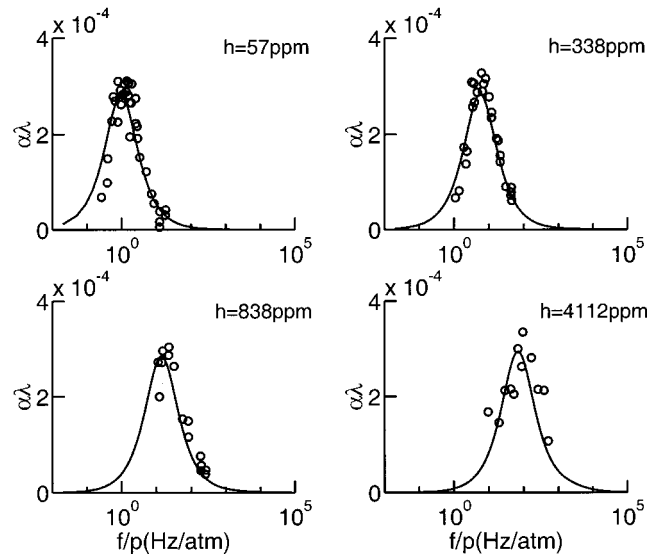 x 10⁻⁴
h=57ppm
4
αλ
2
0
10⁰
10⁵
x 10⁻⁴
h=338ppm
4
αλ
2
0
10⁰
10⁵
x 10⁻⁴
h=838ppm
4
αλ
2
0
10⁰
10⁵
f/p(Hz/atm)
x 10⁻⁴
h=4112ppm
4
αλ
2
0
10⁰
10⁵
f/p(Hz/atm)